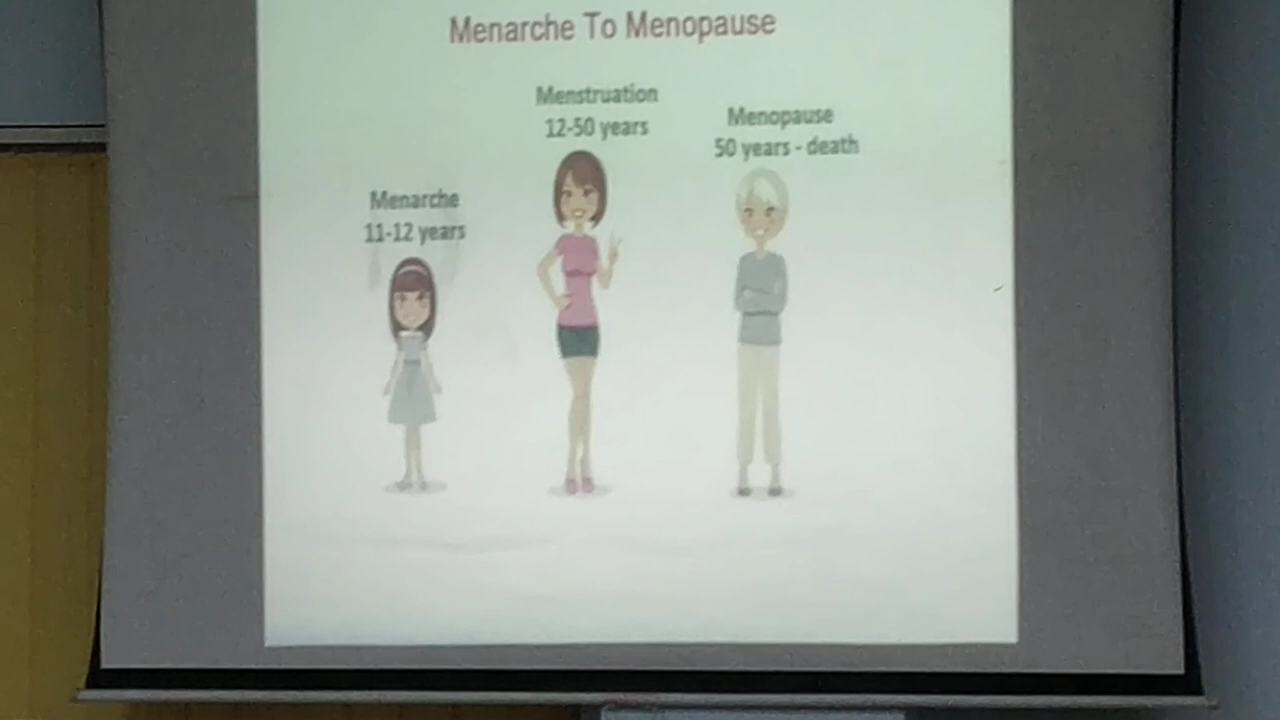 Menarche To Menopause
Menstruation
12-50 years
Menopause
50 years - death
Menarche
11-12 years